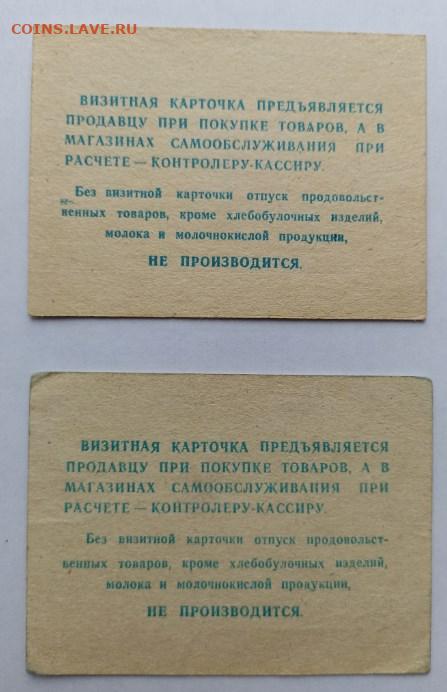 COINS.LAVE.RU
ВИЗИТНАЯ КАРТОЧКА ПРЕДЪЯВЛЯЕТСЯ
ПРОДАВЦУ ПРИ ПОКУПКЕ ТОВАРОВ, А В
МАГАЗИНАХ САМООБСЛУЖИВАНИЯ ПРИ
РАСЧЕТЕ — КОНТРОЛЕРУ-КАССИРУ.
Без визитной карточки отпуск продовольст-
венных товаров, кроме хлебобулочных изделий,
молока и молочнокислой продукции,
НЕ ПРОИЗВОДИТСЯ.
ВИЗИТНАЯ КАРТОЧКА ПРЕДЪЯВЛЯЕТСЯ
ПРОДАВЦУ ПРИ ПОКУПКЕ ТОВАРОВ, А В
МАГАЗИНАХ САМООБСЛУЖИВАНИЯ ПРИ
РАСЧЕТЕ — КОНТРОЛЕРУ-КАССИРУ.
Без визитной карточки отпуск продовольст-
венных товаров, кроме хлебобулочных изделий,
молока и молочнокислой продукции,
НЕ ПРОИЗВОДИТСЯ.